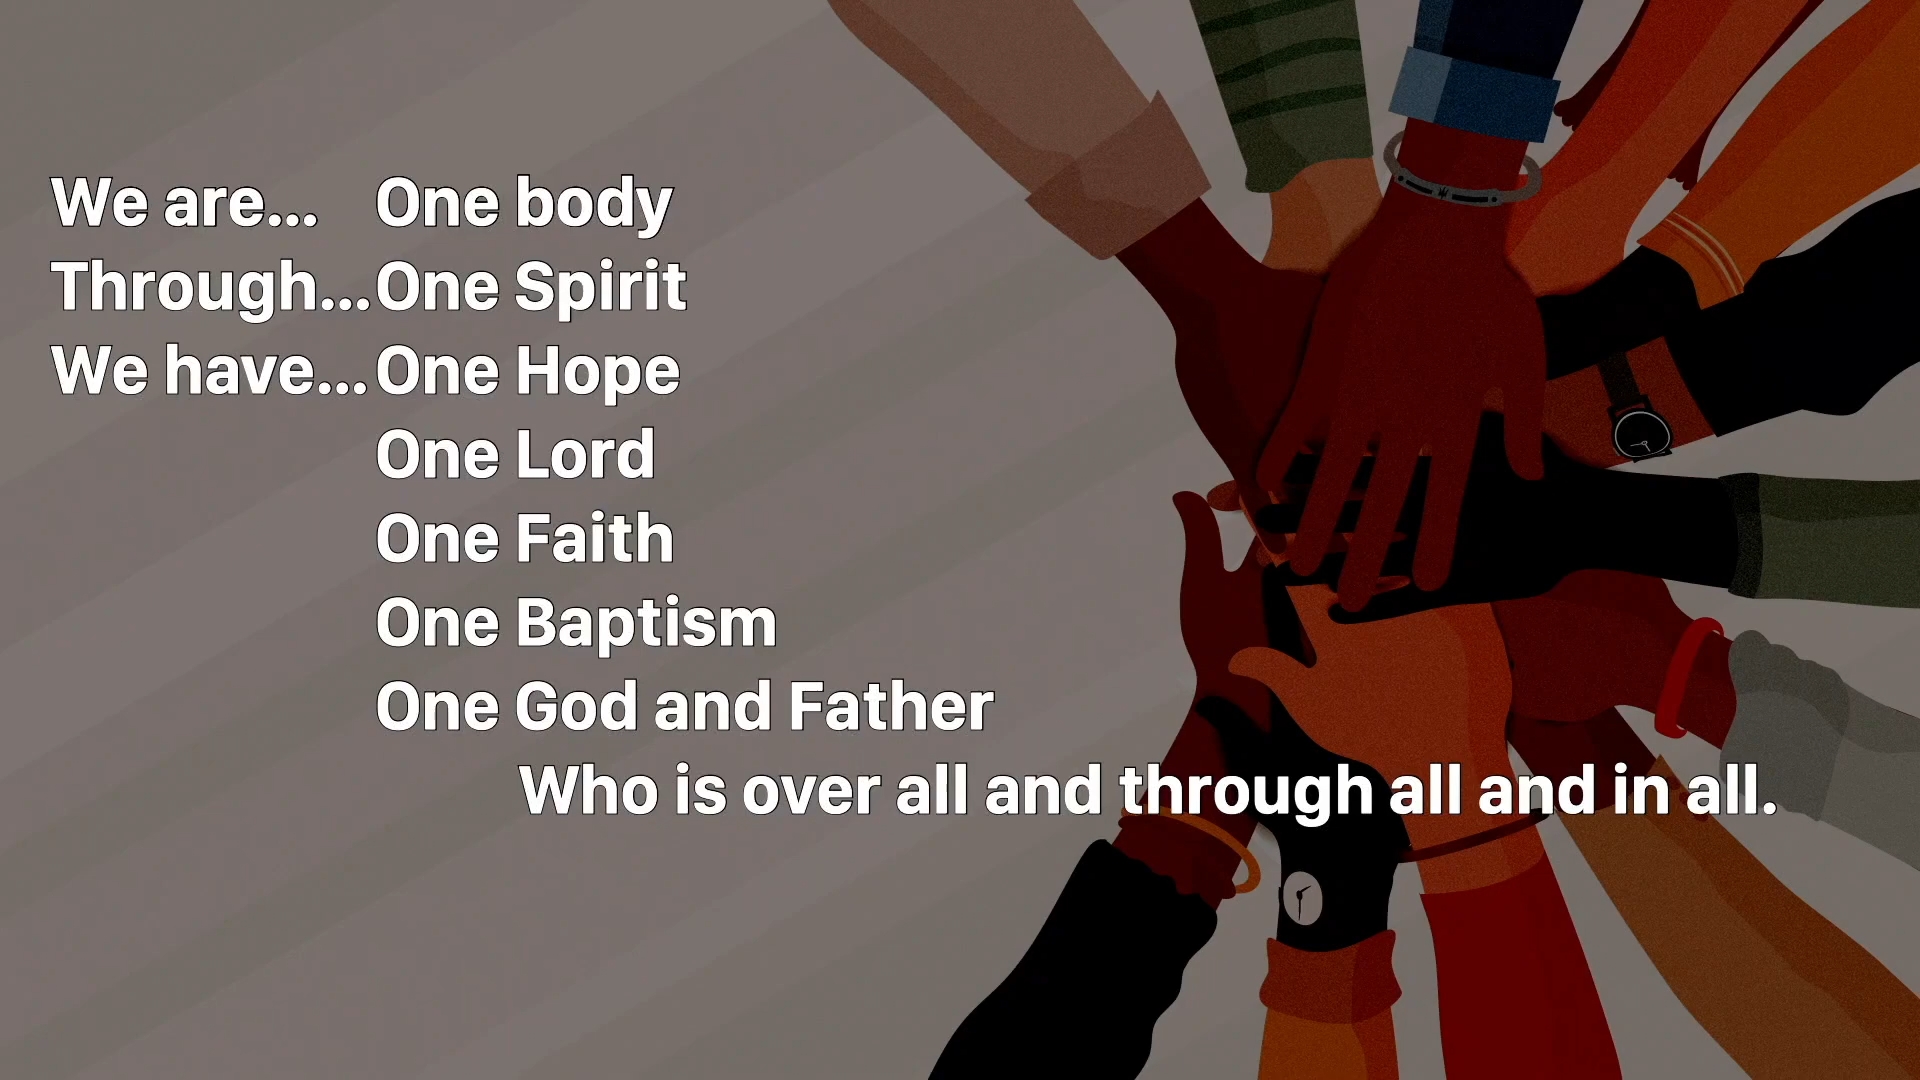 We are... One body
Through... One Spirit
We have... One Hope
One Lord
One Faith
One Baptism
One God and Father
Who is over all and through all and in all.